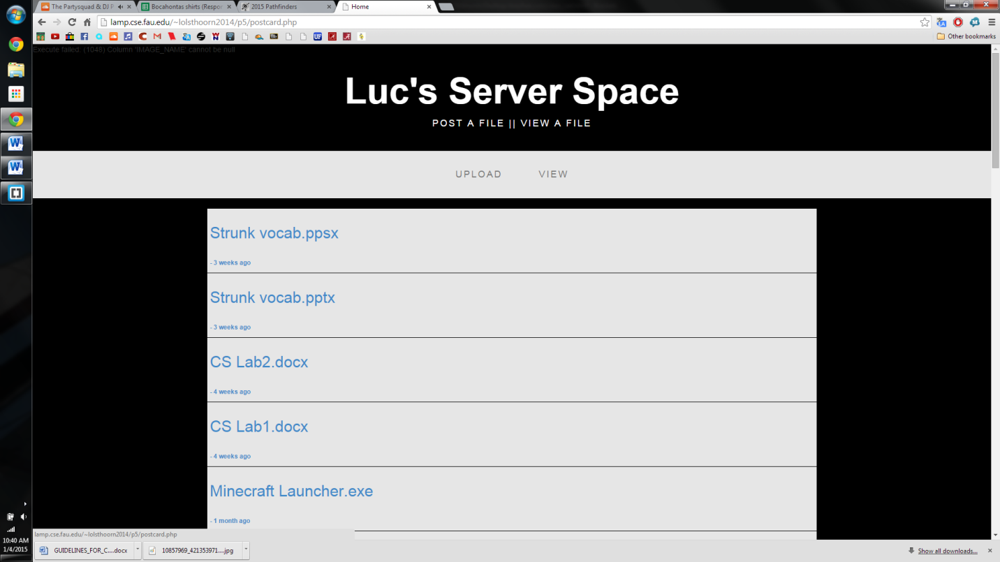 The Partysquad & DJ P
Bocahontas shirts (Respor
2015 Pathfinders
Home
lamp.cse.fau.edu/~lolsthoorn2014/p5/postcard.php
Other bookmarks
Execute failed: (1048) Column 'IMAGE_NAME' cannot be null
Luc's Server Space
POST A FILE || VIEW A FILE
UPLOAD VIEW
Strunk vocab.ppsx
- 3 weeks ago
Strunk vocab.pptx
- 3 weeks ago
CS Lab2.docx
- 4 weeks ago
CS Lab1.docx
- 4 weeks ago
Minecraft Launcher.exe
- 1 month ago
lamp.cse.fau.edu/~lolsthoorn2014/p5/postcard.php
GUIDELINES_FOR_C....docx
10857969_421353971....jpg
Show all downloads...
10:40 AM
1/4/2015